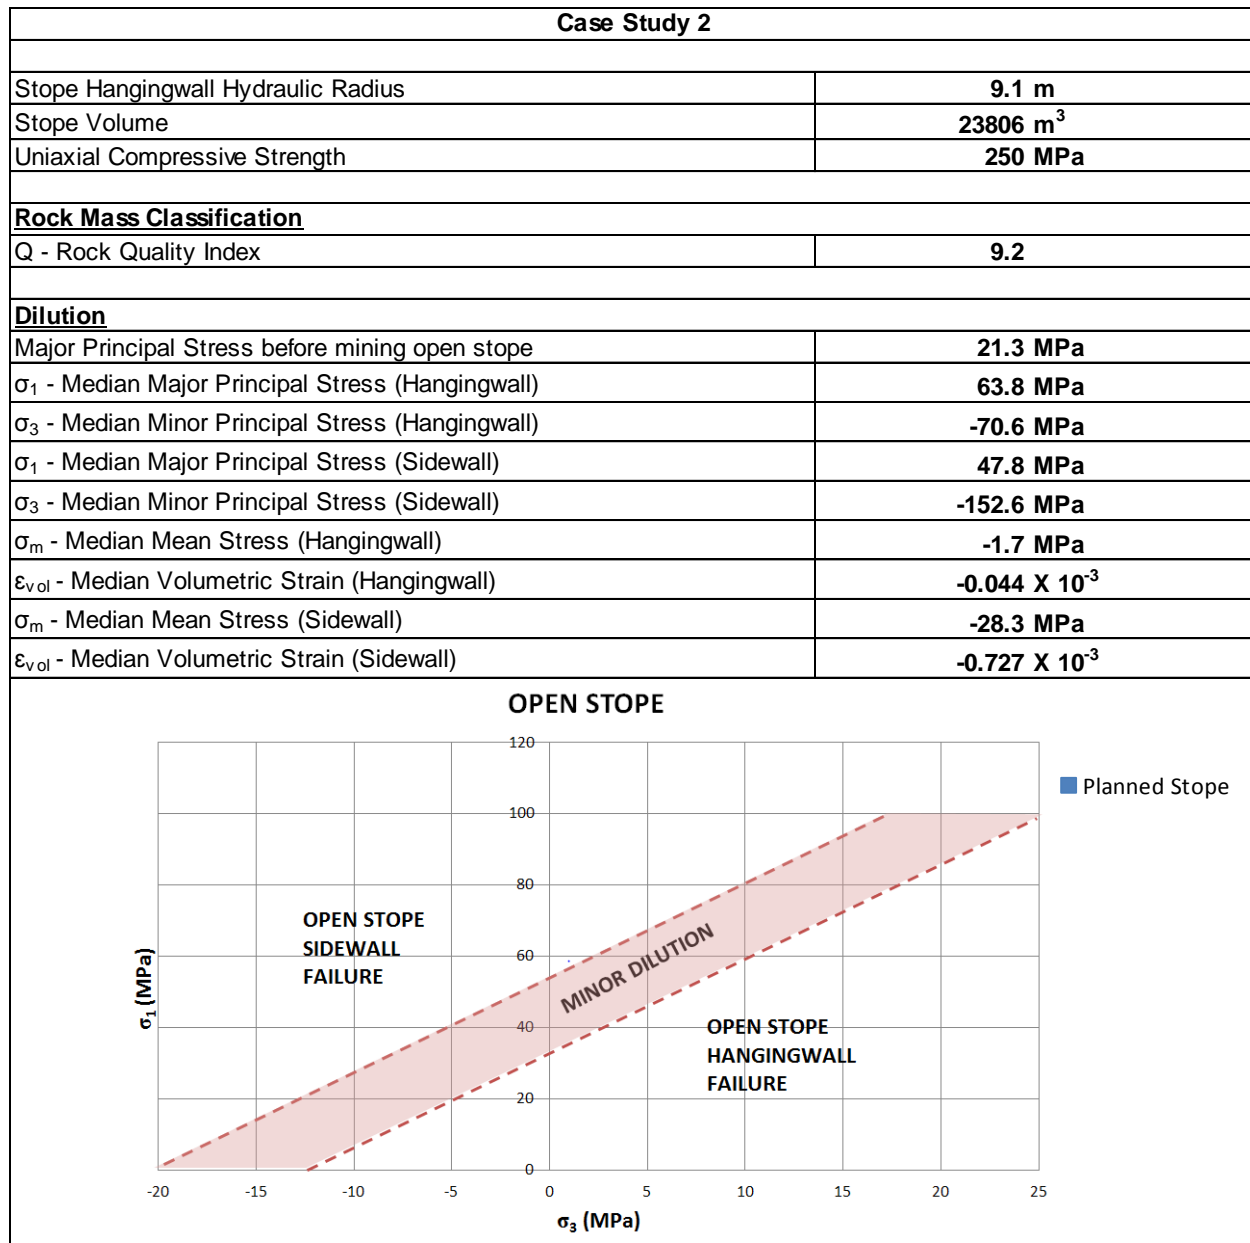 Case Study 2
Stope Hangingwall Hydraulic Radius 9.1 m
Stope Volume 23806 m³
Uniaxial Compressive Strength 250 MPa
Rock Mass Classification
Q - Rock Quality Index 9.2
Dilution
Major Principal Stress before mining open stope 21.3 MPa
σ₁ - Median Major Principal Stress (Hangingwall) 63.8 MPa
σ₃ - Median Minor Principal Stress (Hangingwall) -70.6 MPa
σ₁ - Median Major Principal Stress (Sidewall) 47.8 MPa
σ₃ - Median Minor Principal Stress (Sidewall) -152.6 MPa
σₘ - Median Mean Stress (Hangingwall) -1.7 MPa
εᵥₒₗ - Median Volumetric Strain (Hangingwall) -0.044 X 10⁻³
σₘ - Median Mean Stress (Sidewall) -28.3 MPa
εᵥₒₗ - Median Volumetric Strain (Sidewall) -0.727 X 10⁻³
OPEN STOPE
120
100
80
60
40
20
0
σ₁ (MPa)
OPEN STOPE
SIDEWALL
FAILURE
MINOR DILUTION
OPEN STOPE
HANGINGWALL
FAILURE
Planned Stope
-20 -15 -10 -5 0 5 10 15 20 25
σ₃ (MPa)